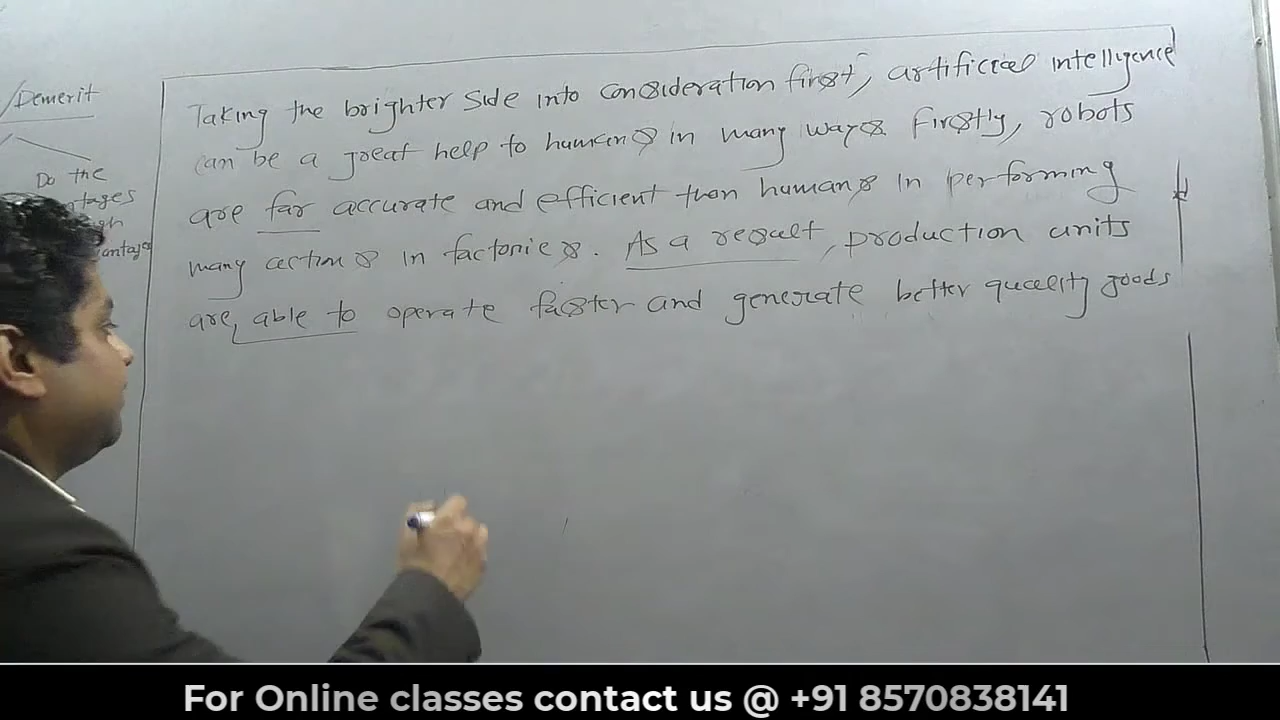 /Demerit
Do the
ntages
gh
antages
Taking the brighter side into consideration first, artificial intelligence
can be a great help to humans in many ways. Firstly, robots
are far accurate and efficient than humans in performing
many actions in factories. As a result, production units
are, able to operate faster and generate better quality goods
For Online classes contact us @ +91 8570838141